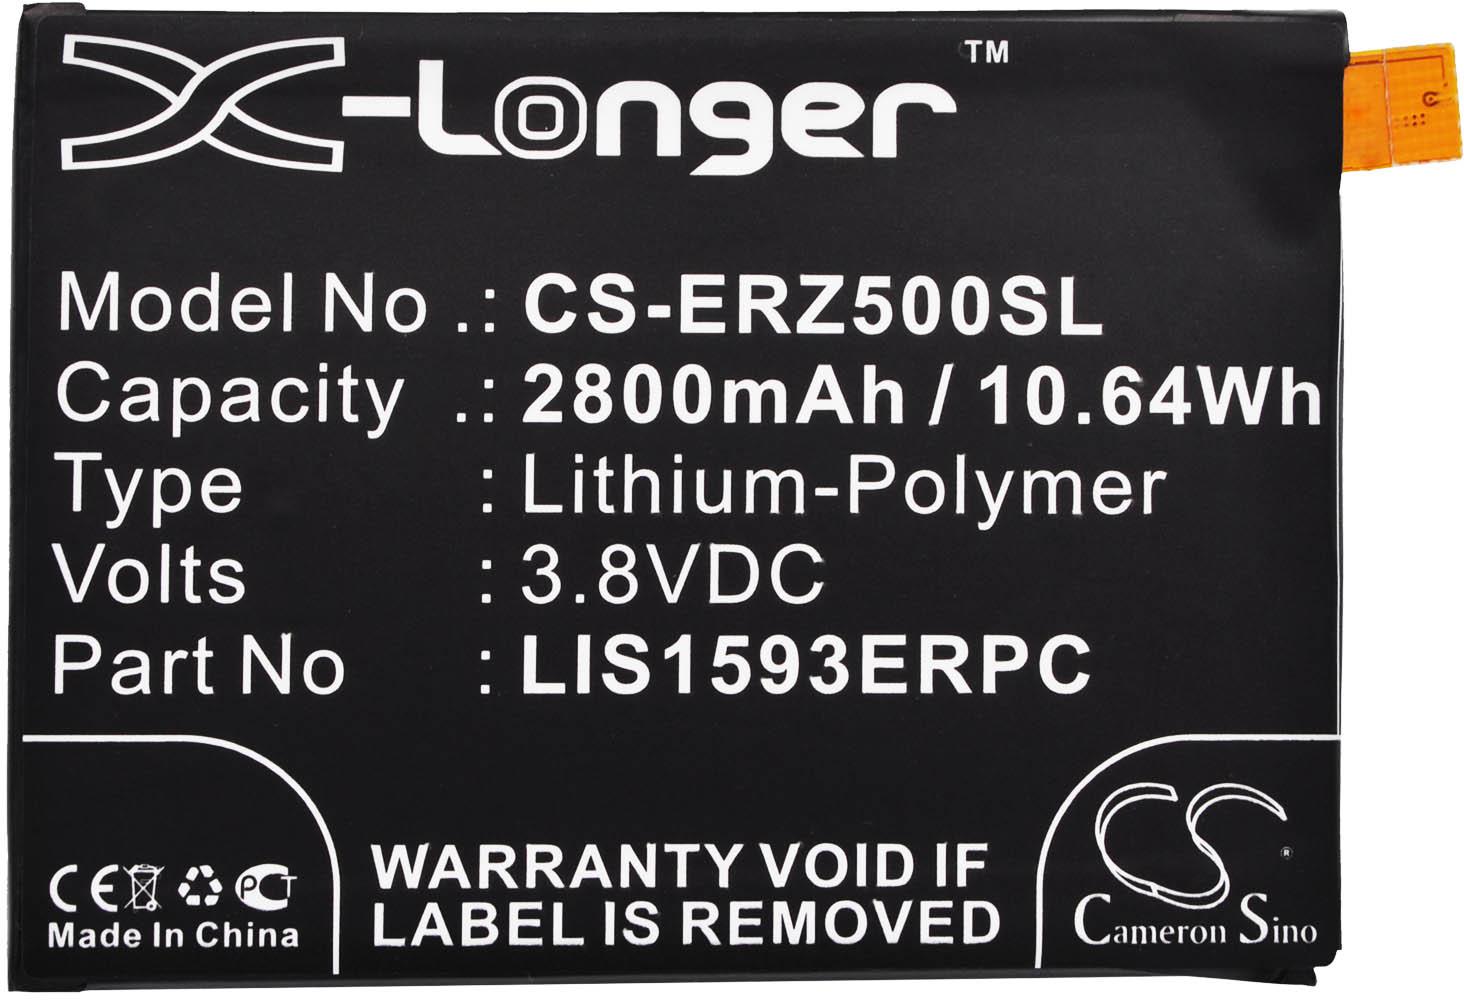 X-Longer™
Model No .: CS-ERZ500SL
Capacity .: 2800mAh / 10.64Wh
Type : Lithium-Polymer
Volts : 3.8VDC
Part No : LIS1593ERPC
CE PCT
Made In China
WARRANTY VOID IF
LABEL IS REMOVED
CS ®
Cameron Sino